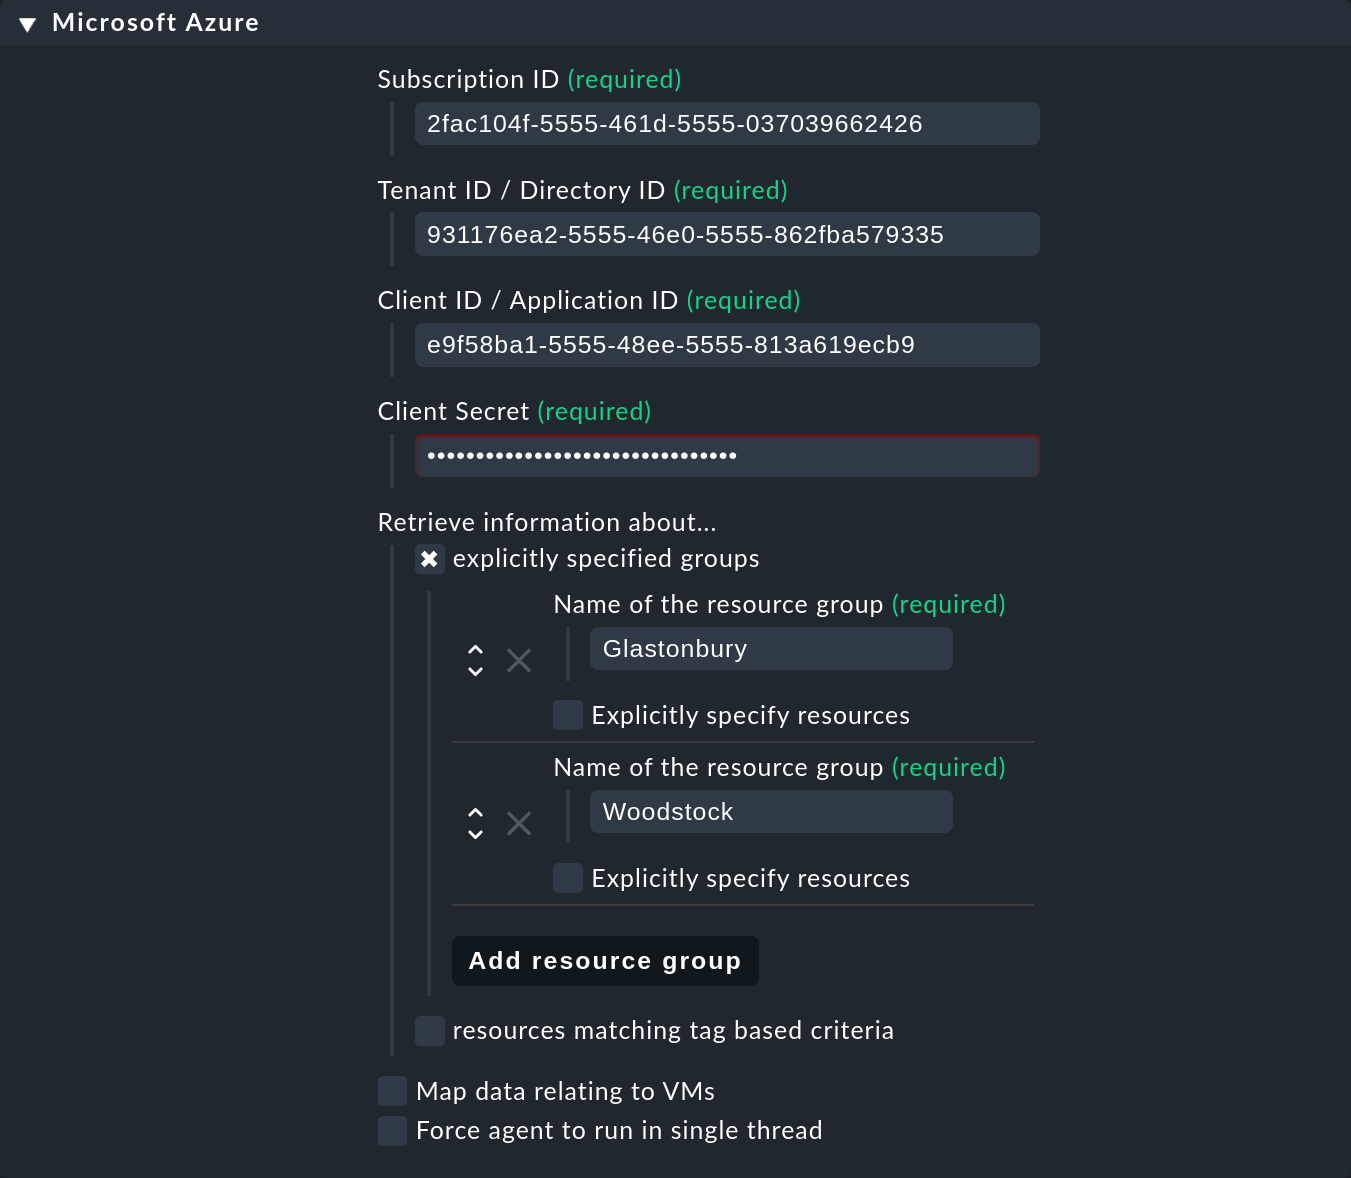 Microsoft Azure
Subscription ID (required)
2fac104f-5555-461d-5555-037039662426
Tenant ID / Directory ID (required)
931176ea2-5555-46e0-5555-862fba579335
Client ID / Application ID (required)
e9f58ba1-5555-48ee-5555-813a619ecb9
Client Secret (required)
••••••••••••••••••••••••••••••••
Retrieve information about...
explicitly specified groups
Name of the resource group (required)
Glastonbury
Explicitly specify resources
Name of the resource group (required)
Woodstock
Explicitly specify resources
Add resource group
resources matching tag based criteria
Map data relating to VMs
Force agent to run in single thread